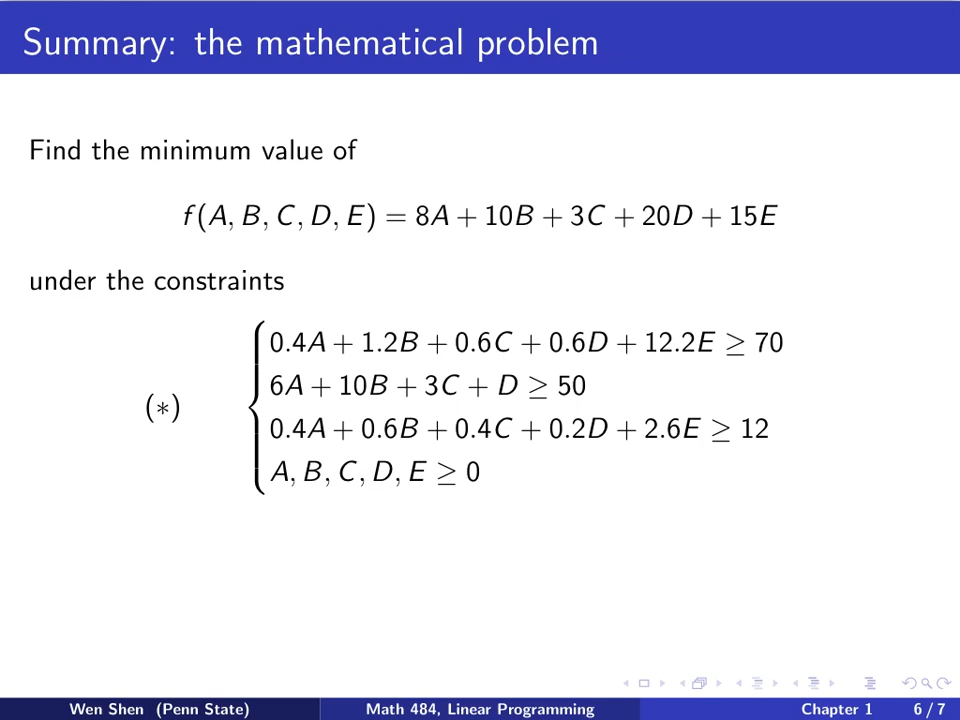 Summary: the mathematical problem
Find the minimum value of
f(A, B, C, D, E) = 8A + 10B + 3C + 20D + 15E
under the constraints
0.4A + 1.2B + 0.6C + 0.6D + 12.2E ≥ 70
6A + 10B + 3C + D ≥ 50
(∗)
0.4A + 0.6B + 0.4C + 0.2D + 2.6E ≥ 12
A, B, C, D, E ≥ 0
Wen Shen (Penn State) Math 484, Linear Programming Chapter 1 6 / 7